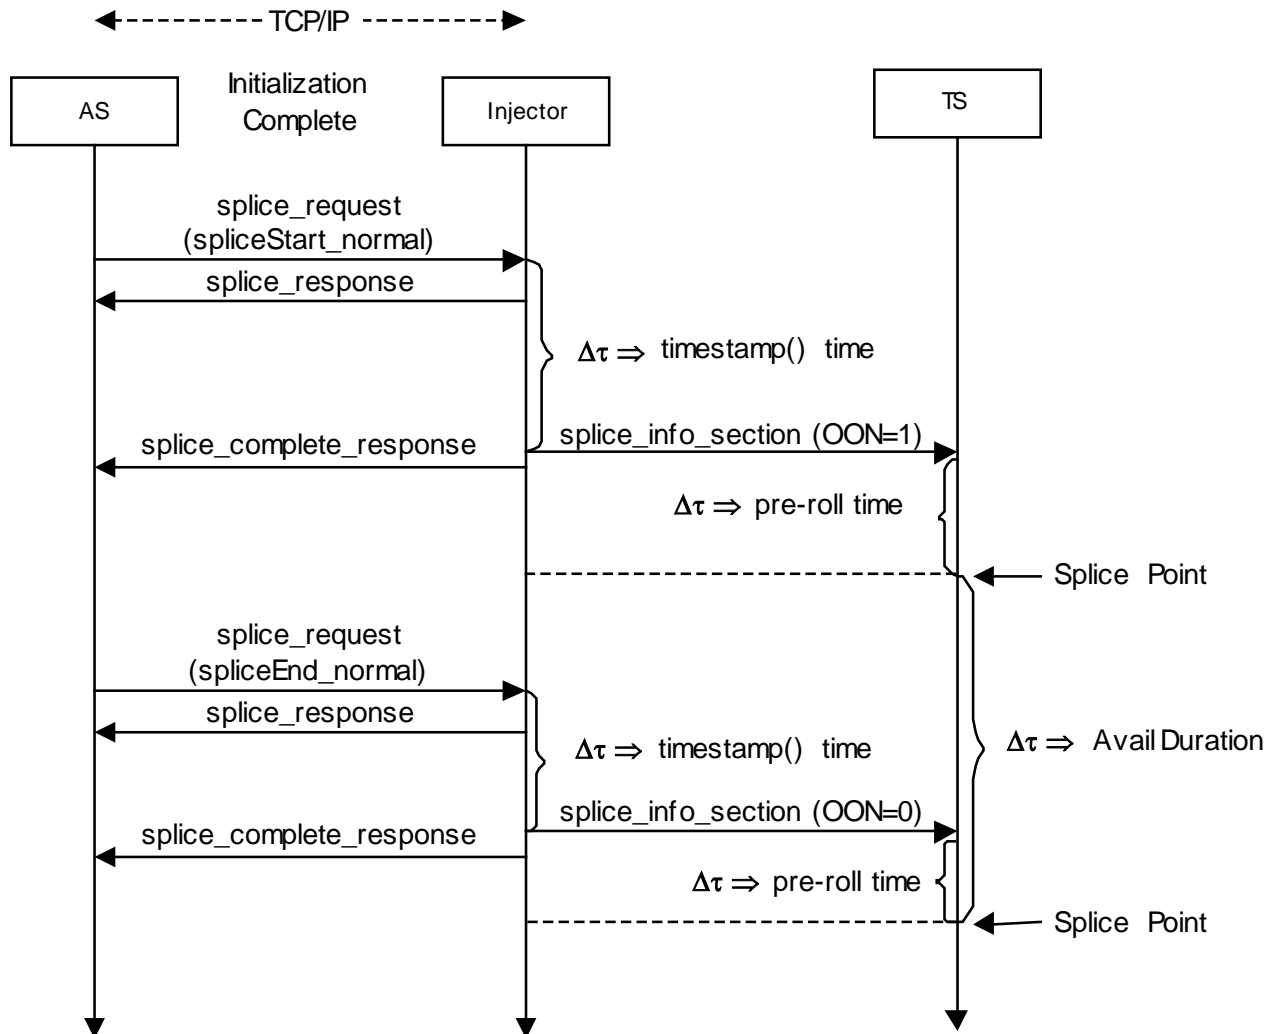 TCP/IP
Initialization
Complete
AS
Injector
TS
splice_request
(spliceStart_normal)
splice_response
Δτ ⇒ timestamp() time
splice_complete_response
splice_info_section (OON=1)
Δτ ⇒ pre-roll time
Splice Point
splice_request
(spliceEnd_normal)
splice_response
Δτ ⇒ timestamp() time
Δτ ⇒ Avail Duration
splice_info_section (OON=0)
splice_complete_response
Δτ ⇒ pre-roll time
Splice Point